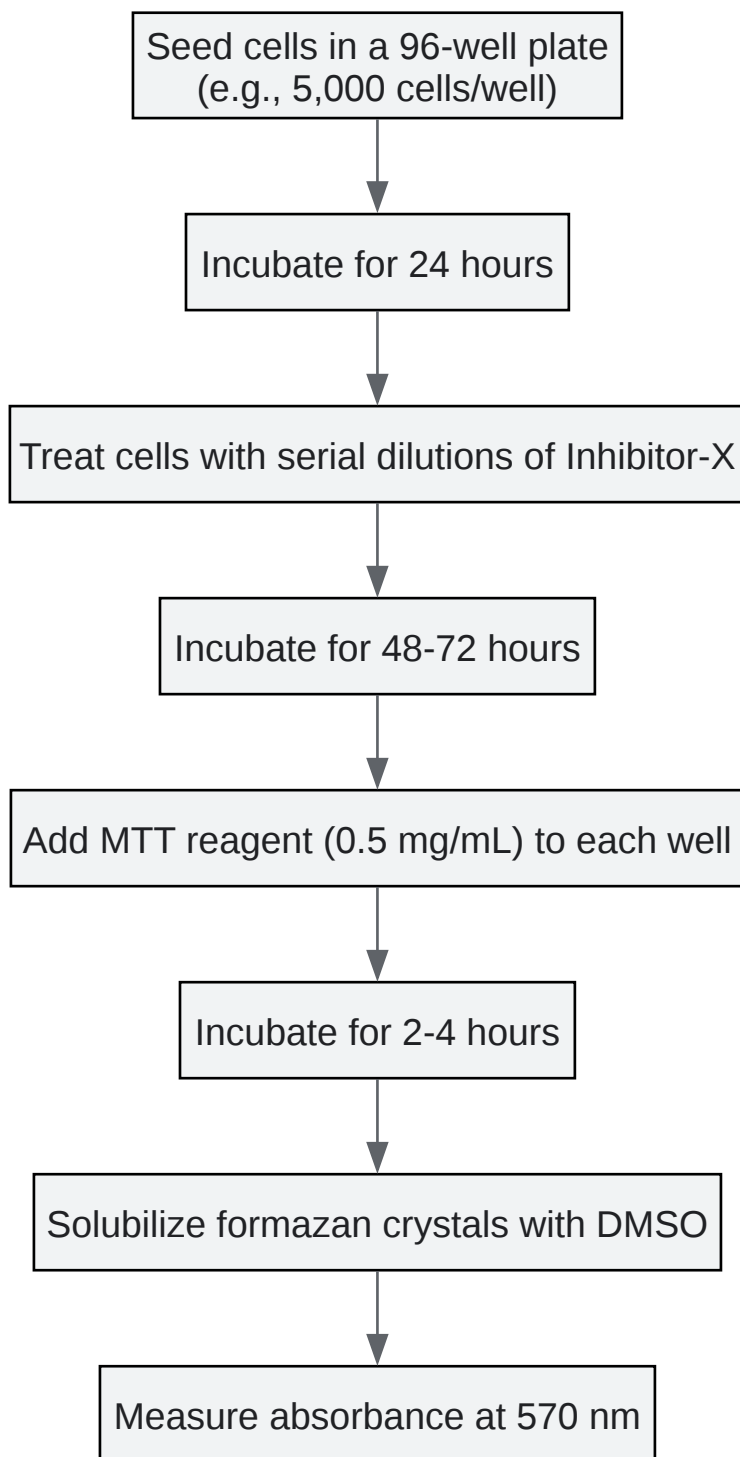 Seed cells in a 96-well plate
(e.g., 5,000 cells/well)
Incubate for 24 hours
Treat cells with serial dilutions of Inhibitor-X
Incubate for 48-72 hours
Add MTT reagent (0.5 mg/mL) to each well
Incubate for 2-4 hours
Solubilize formazan crystals with DMSO
Measure absorbance at 570 nm